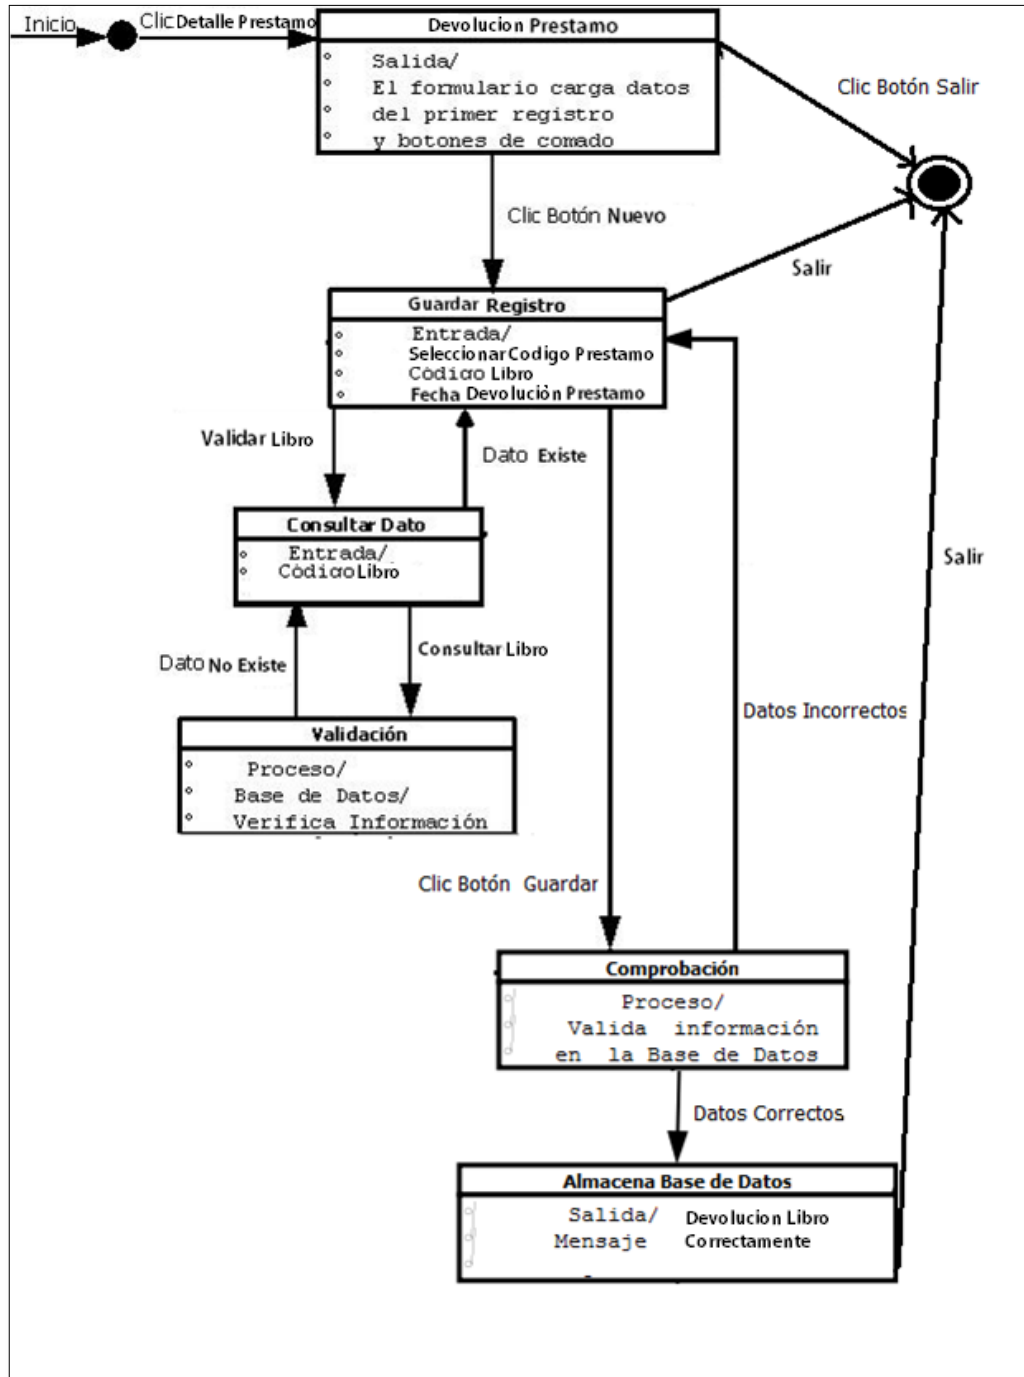 Inicio
Clic Detalle Prestamo
Devolucion Prestamo
Salida/
El formulario carga datos
del primer registro
y botones de comado
Clic Botón Salir
Clic Botón Nuevo
Salir
Guardar Registro
Entrada/
Seleccionar Codigo Prestamo
Còdigo Libro
Fecha Devolución Prestamo
Validar Libro
Dato Existe
Consultar Dato
Entrada/
Còdigo Libro
Salir
Dato No Existe
Consultar Libro
Datos Incorrectos
Validación
Proceso/
Base de Datos/
Verifica Información
Clic Botón Guardar
Comprobación
Proceso/
Valida información
en la Base de Datos
Datos Correctos
Almacena Base de Datos
Salida/ Devolucion Libro
Mensaje Correctamente